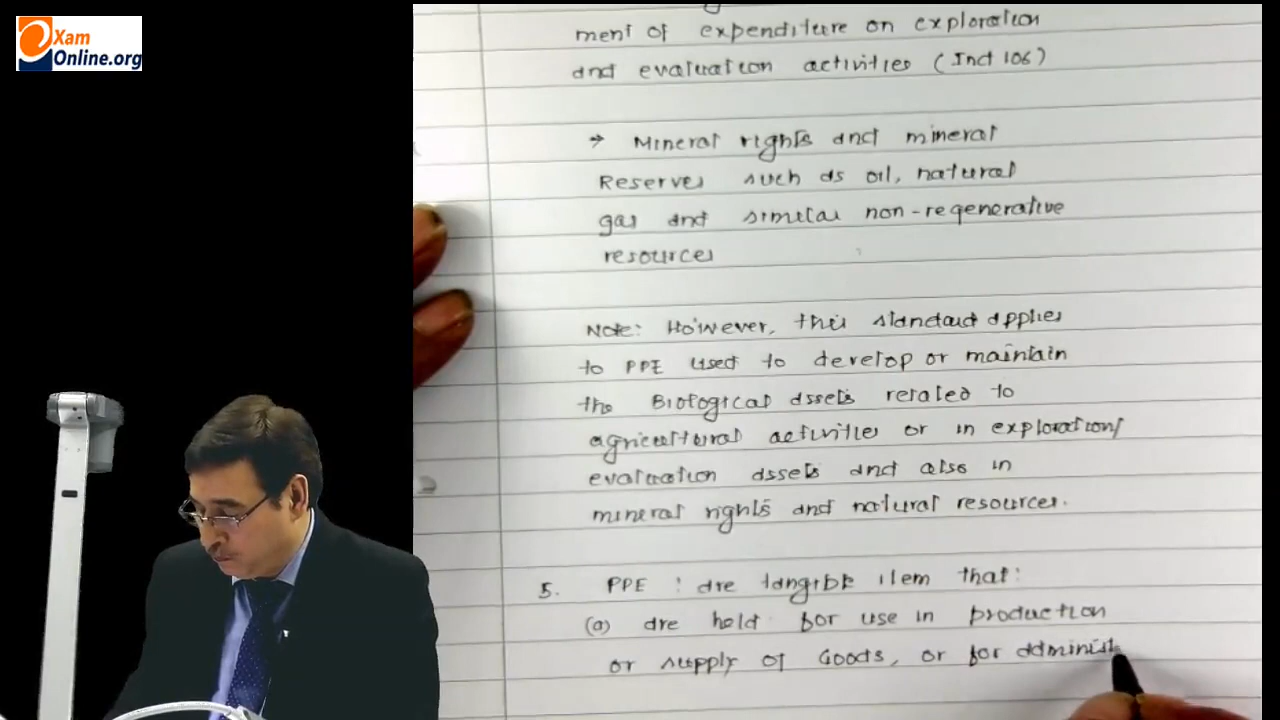 Xam
Online.org
ment of expenditure on exploration
and evaluation activities (Ind 106)
→ Mineral rights and mineral
Reserves such as oil, natural
gas and similar non-regenerative
resources
Note: However, this standard applies
to PPE used to develop or maintain
the Biological assets related to
agricultural activities or in exploration/
evaluation assets and also in
mineral rights and natural resources.
5. PPE : are tangible item that:
(a) are held for use in production
or supply of Goods, or for administ